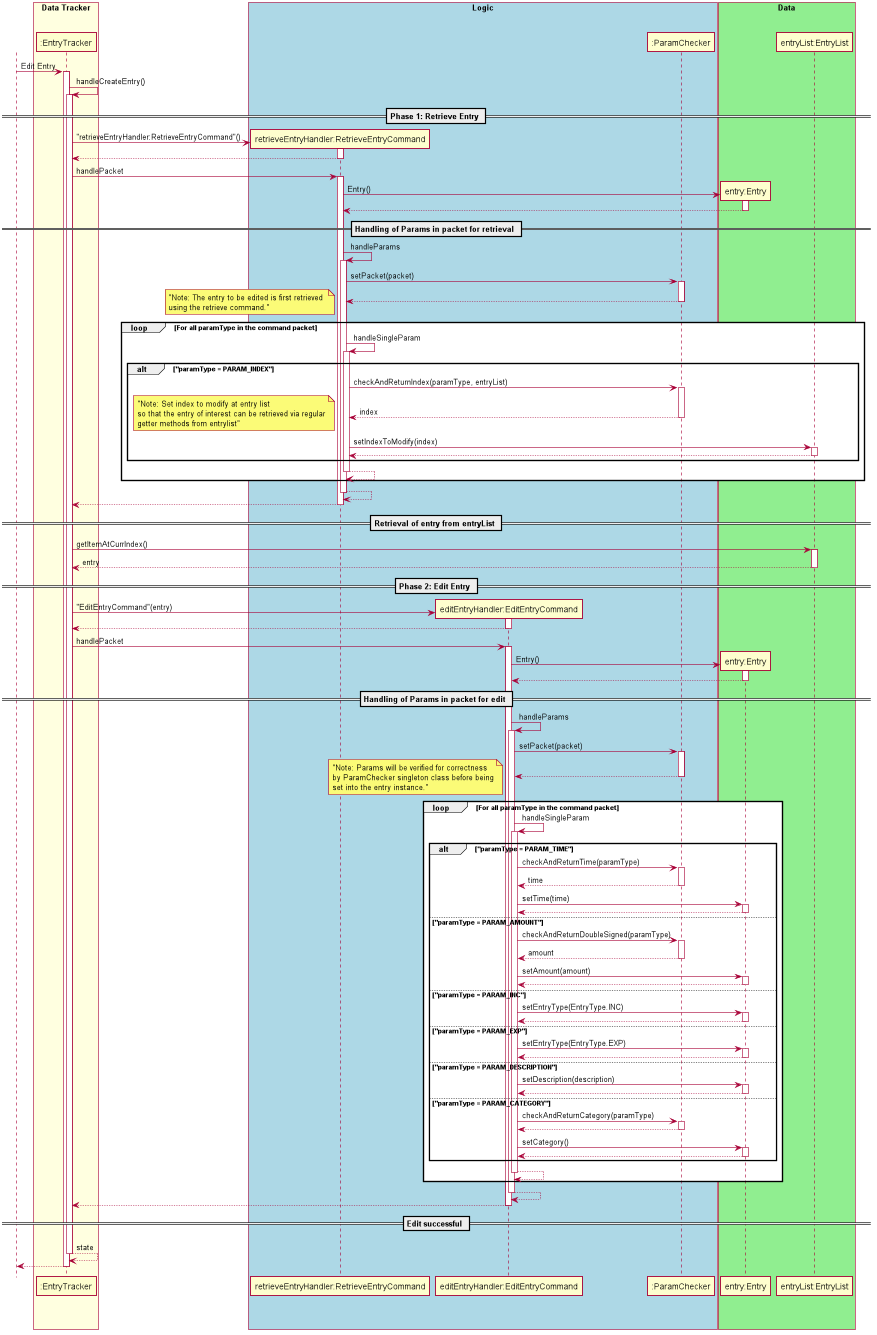 Data Tracker
Logic
Data
:EntryTracker
:ParamChecker
entryList:EntryList
Edit Entry
handleCreateEntry()
Phase 1: Retrieve Entry
"retrieveEntryHandler:RetrieveEntryCommand"()
retrieveEntryHandler:RetrieveEntryCommand
handlePacket
Entry()
entry:Entry
Handling of Params in packet for retrieval
handleParams
setPacket(packet)
"Note: The entry to be edited is first retrieved
using the retrieve command."
loop
[For all paramType in the command packet]
handleSingleParam
alt
["paramType = PARAM_INDEX"]
checkAndReturnIndex(paramType, entryList)
"Note: Set index to modify at entry list
so that the entry of interest can be retrieved via regular
getter methods from entrylist"
index
setIndexToModify(index)
Retrieval of entry from entryList
getItemAtCurrIndex()
entry
Phase 2: Edit Entry
"EditEntryCommand"(entry)
editEntryHandler:EditEntryCommand
handlePacket
Entry()
entry:Entry
Handling of Params in packet for edit
handleParams
setPacket(packet)
"Note: Params will be verified for correctness
by ParamChecker singleton class before being
set into the entry instance."
loop
[For all paramType in the command packet]
handleSingleParam
alt
["paramType = PARAM_TIME"]
checkAndReturnTime(paramType)
time
setTime(time)
["paramType = PARAM_AMOUNT"]
checkAndReturnDoubleSigned(paramType)
amount
setAmount(amount)
["paramType = PARAM_INC"]
setEntryType(EntryType.INC)
["paramType = PARAM_EXP"]
setEntryType(EntryType.EXP)
["paramType = PARAM_DESCRIPTION"]
setDescription(description)
["paramType = PARAM_CATEGORY"]
checkAndReturnCategory(paramType)
setCategory()
Edit successful
state
:EntryTracker
retrieveEntryHandler:RetrieveEntryCommand
editEntryHandler:EditEntryCommand
:ParamChecker
entry:Entry
entryList:EntryList